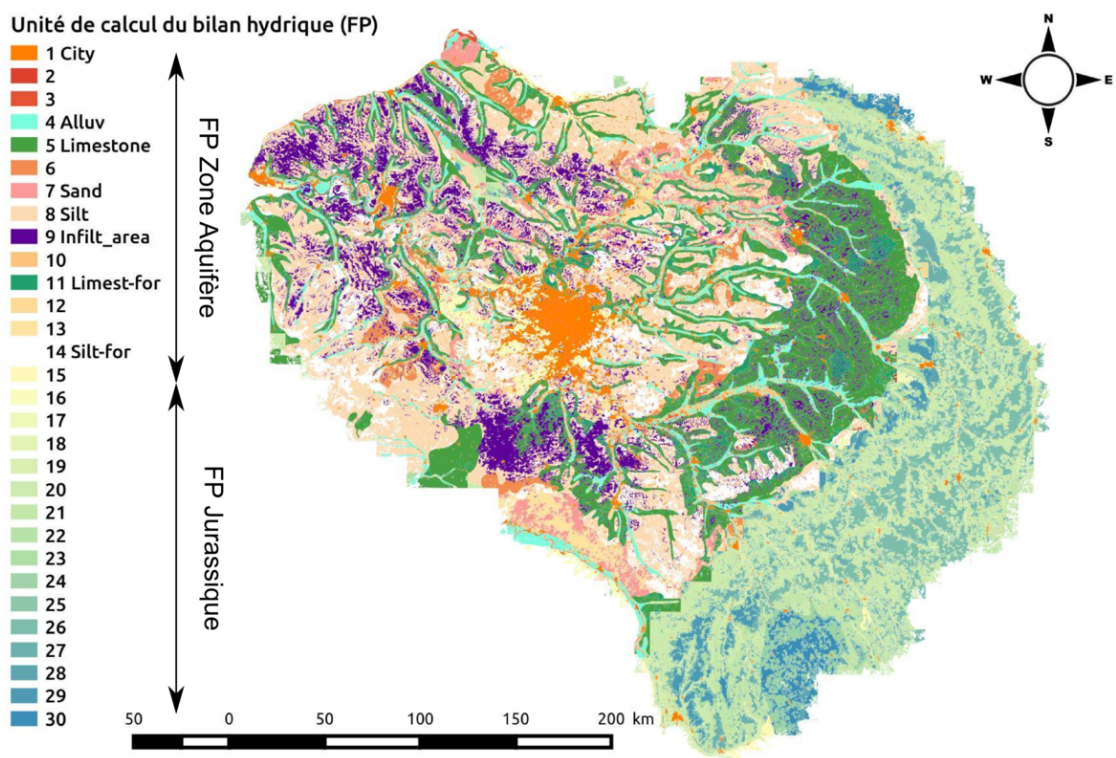 Unité de calcul du bilan hydrique (FP)
1 City
2
3
4 Alluv
5 Limestone
6
7 Sand
8 Silt
9 Infilt_area
10
11 Limest-for
12
13
14 Silt-for
15
16
17
18
19
20
21
22
23
24
25
26
27
28
29
30
FP Zone Aquifère
FP Jurassique
N
W E
S
50 0 50 100 150 200 km